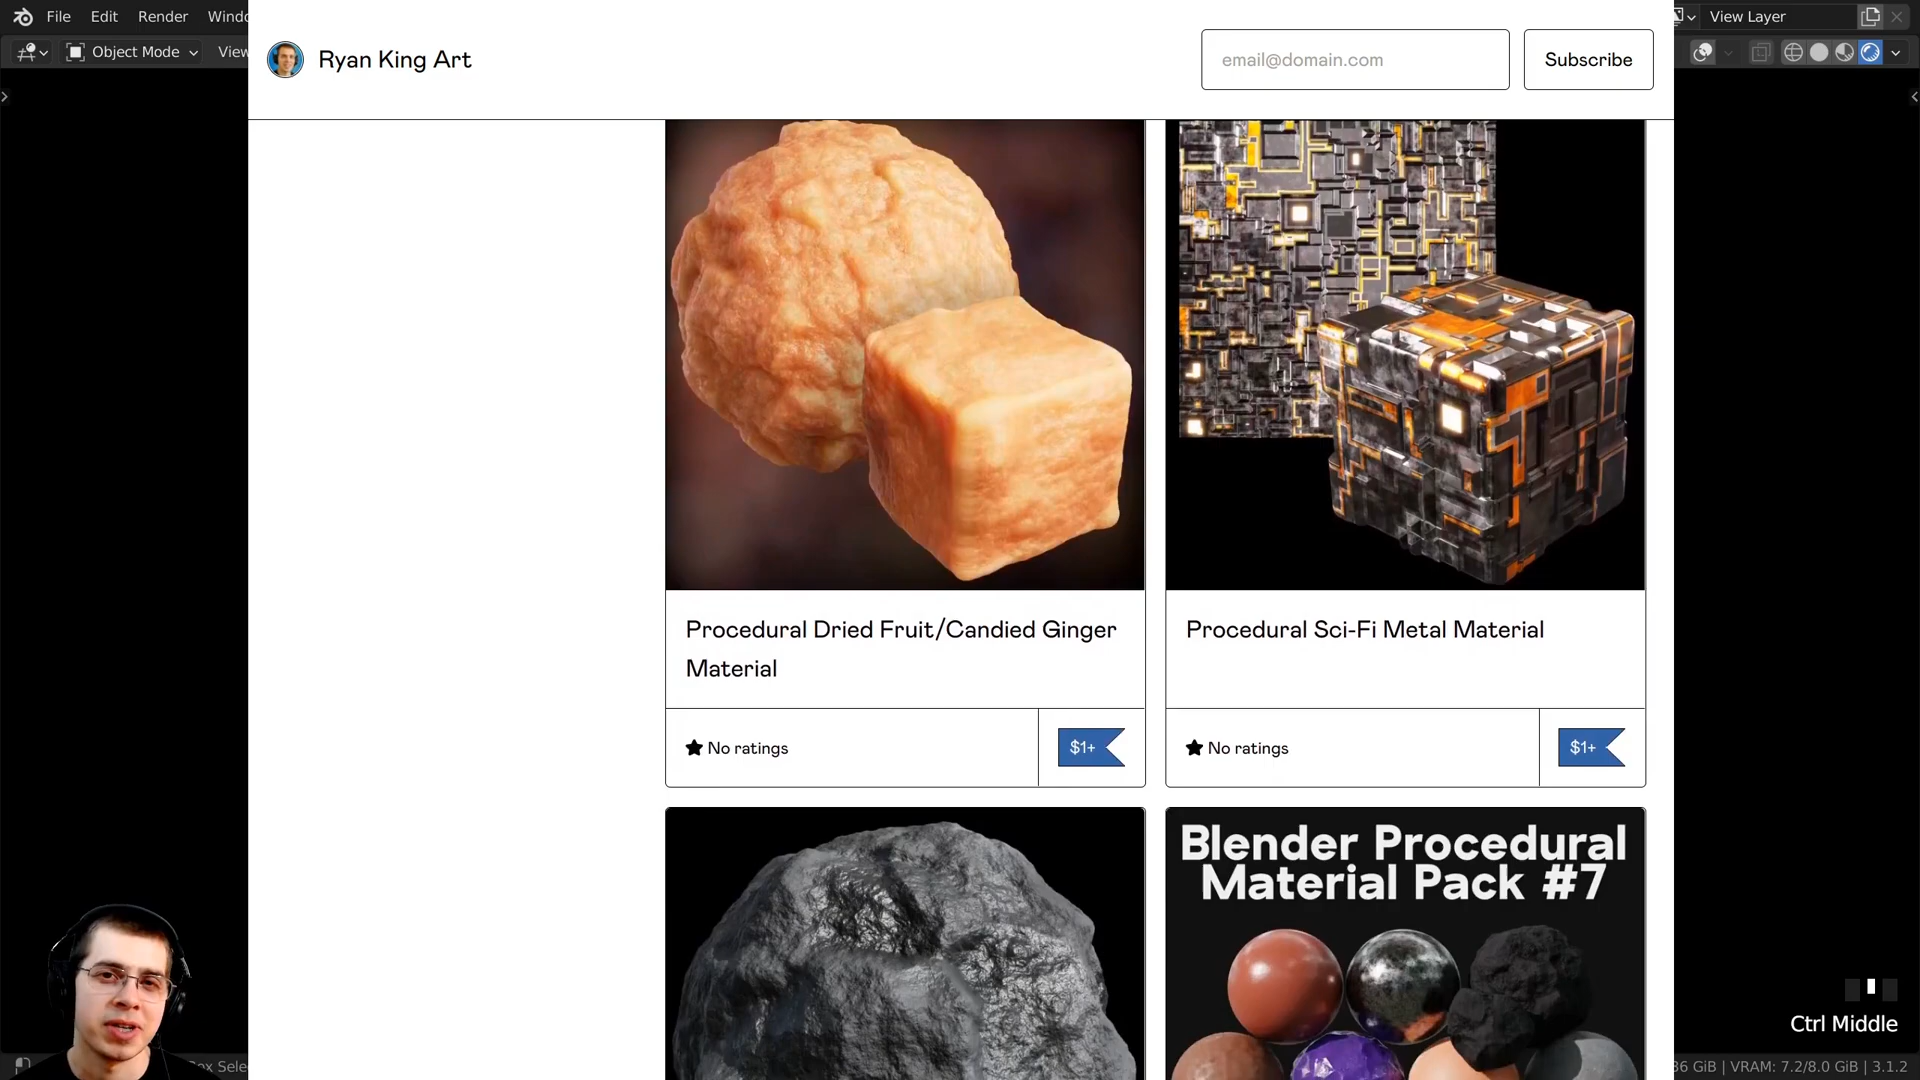 File Edit Render
View Layer
Object Mode
Ryan King Art
email@domain.com
Subscribe
Procedural Dried Fruit/Candied Ginger
Material
Procedural Sci-Fi Metal Material
No ratings
$1+
No ratings
$1+
Blender Procedural
Material Pack #7
Ctrl Middle
GiB | VRAM: 7.2/8.0 GiB | 3.1.2